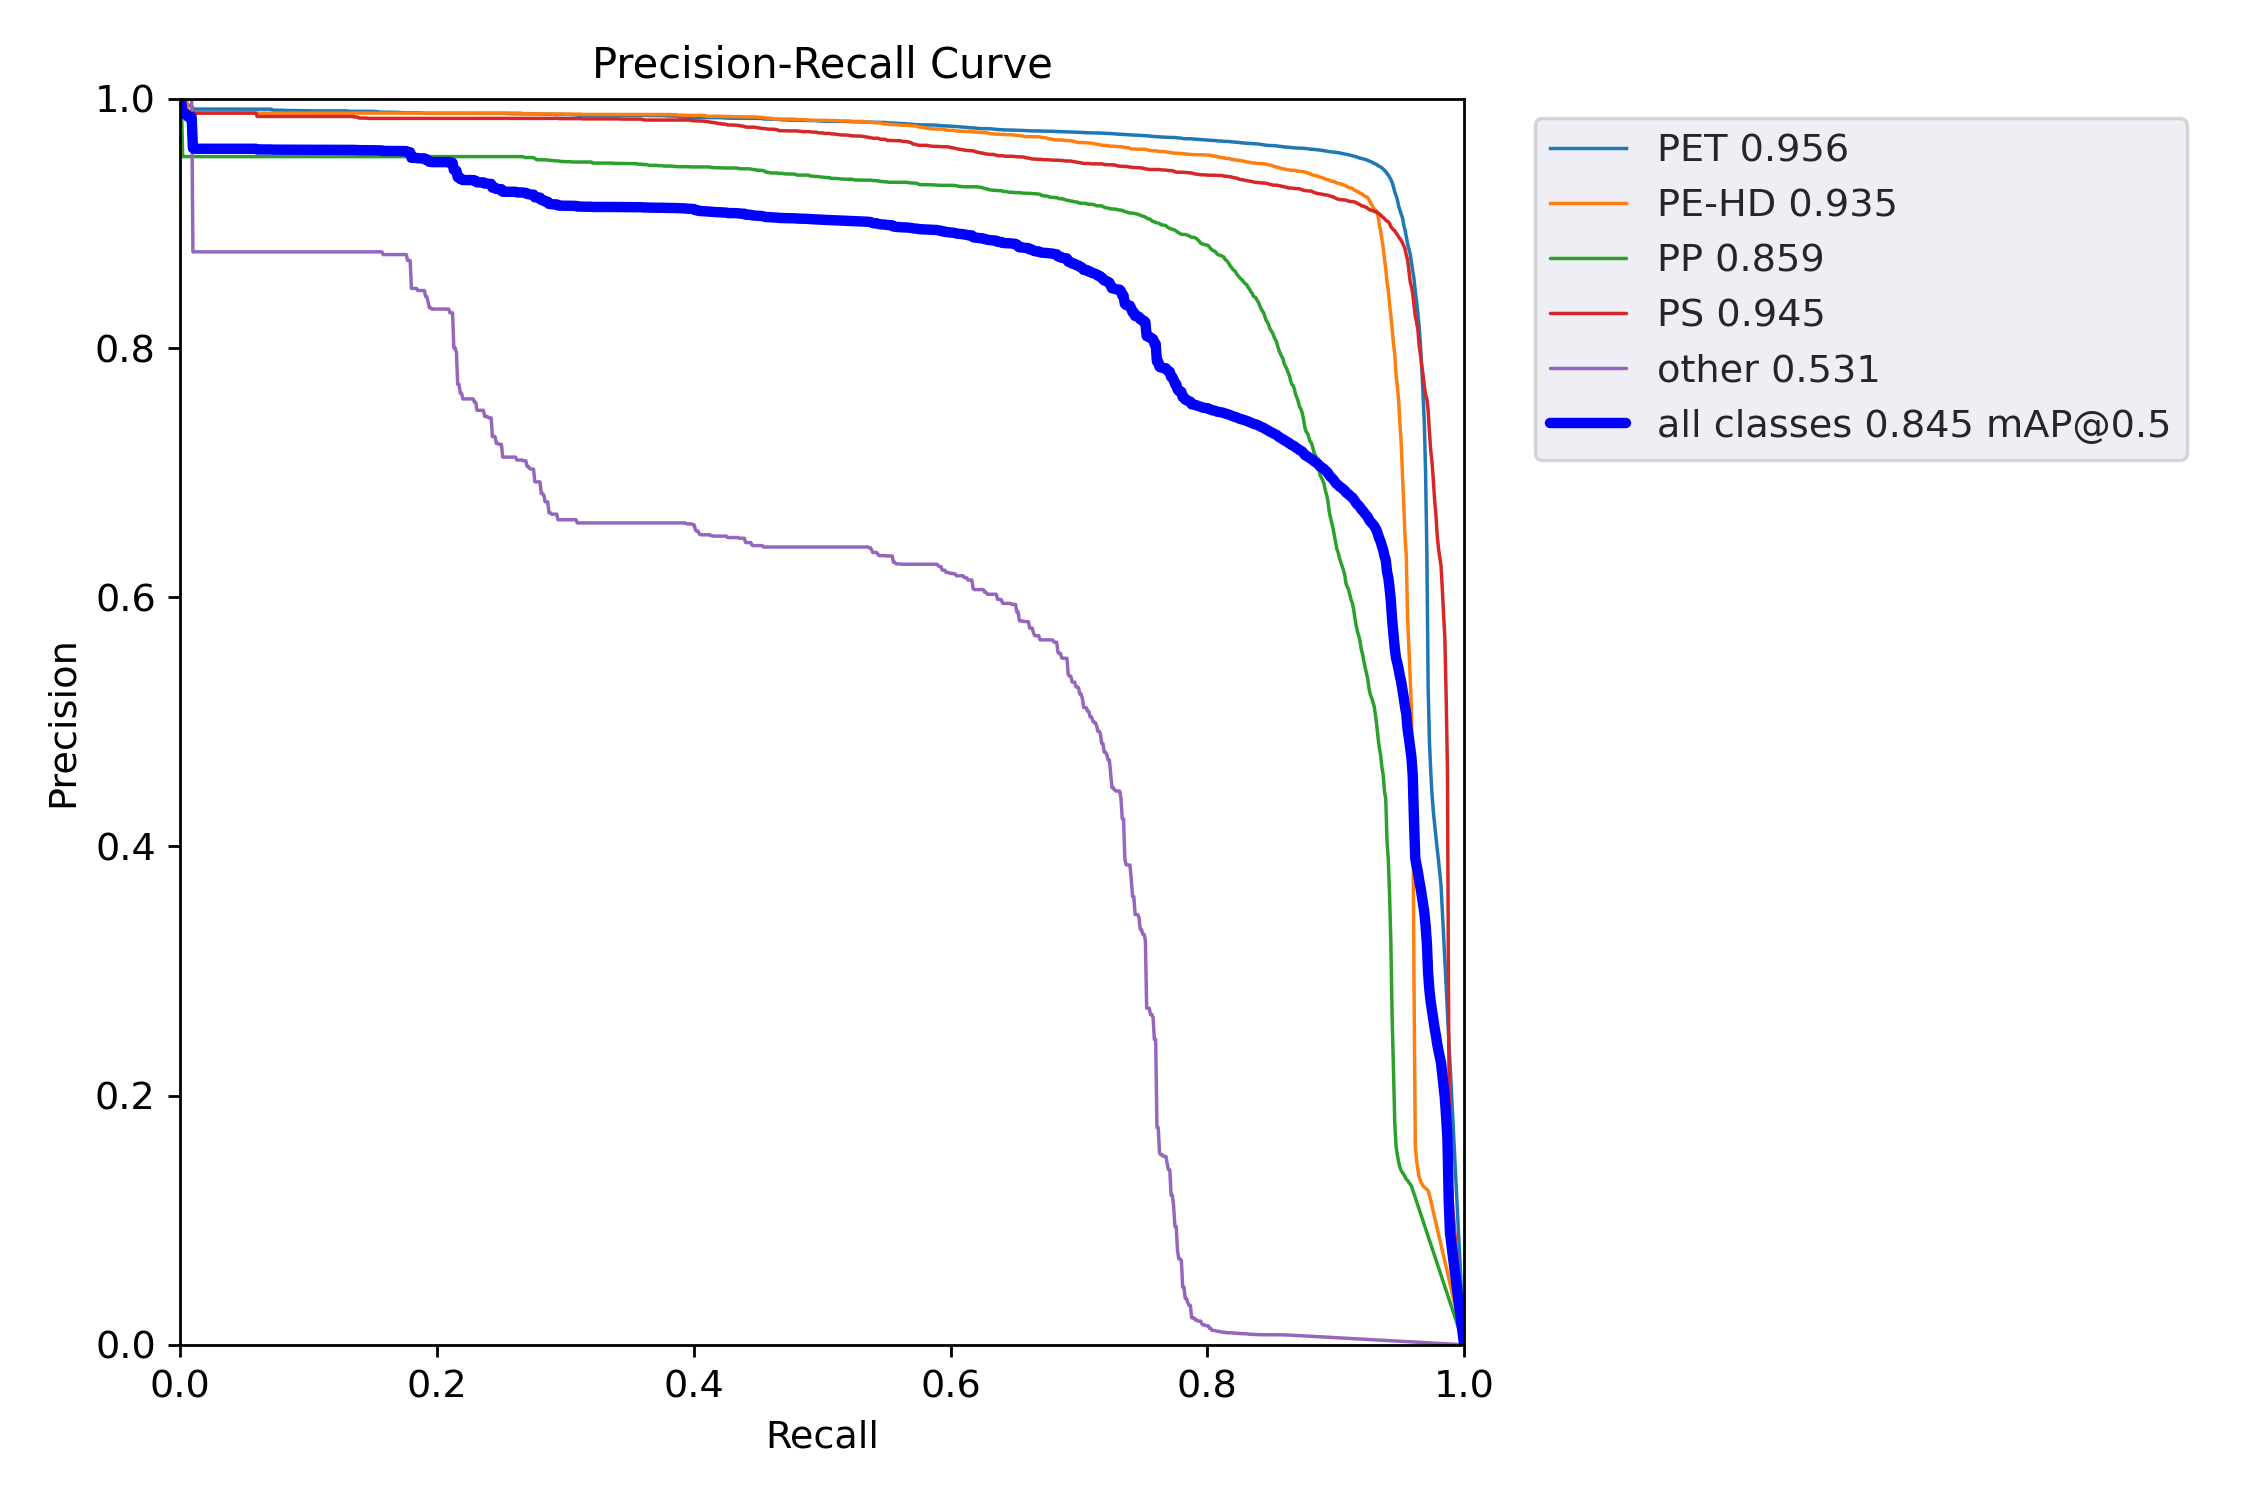 Precision-Recall Curve
1.0
0.8
0.6
0.4
0.2
0.0
Precision
0.0 0.2 0.4 0.6 0.8 1.0
Recall
PET 0.956
PE-HD 0.935
PP 0.859
PS 0.945
other 0.531
all classes 0.845 mAP@0.5